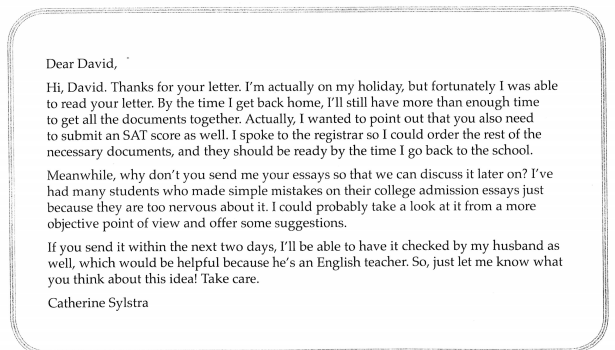 Dear David,
Hi, David. Thanks for your letter. I'm actually on my holiday, but fortunately I was able
to read your letter. By the time I get back home, I'll still have more than enough time
to get all the documents together. Actually, I wanted to point out that you also need
to submit an SAT score as well. I spoke to the registrar so I could order the rest of the
necessary documents, and they should be ready by the time I go back to the school.
Meanwhile, why don't you send me your essays so that we can discuss it later on? I've
had many students who made simple mistakes on their college admission essays just
because they are too nervous about it. I could probably take a look at it from a more
objective point of view and offer some suggestions.
If you send it within the next two days, I'll be able to have it checked by my husband as
well, which would be helpful because he's an English teacher. So, just let me know what
you think about this idea! Take care.
Catherine Sylstra